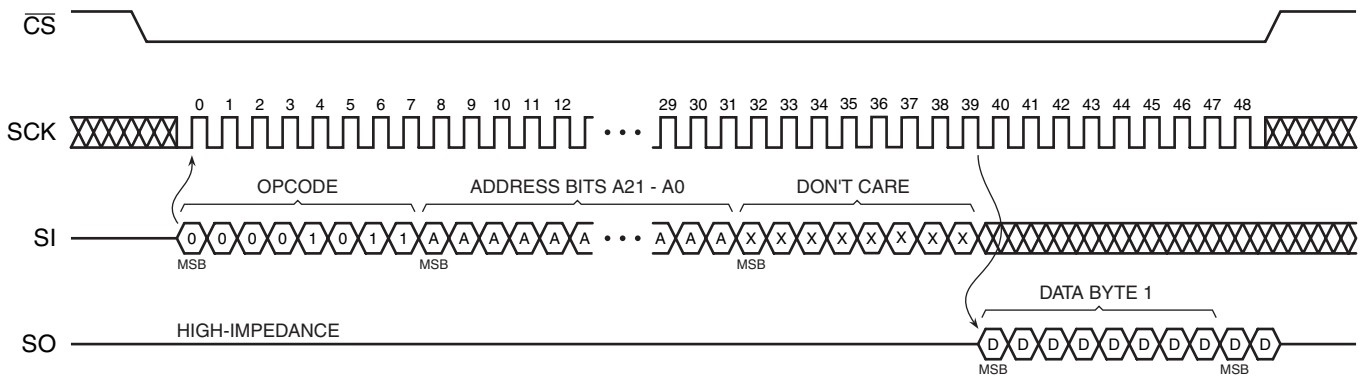 CS
0 1 2 3 4 5 6 7 8 9 10 11 12 29 30 31 32 33 34 35 36 37 38 39 40 41 42 43 44 45 46 47 48
SCK •••
OPCODE ADDRESS BITS A21 - A0 DON'T CARE
SI 0 0 0 0 1 0 1 1 A A A A A A ••• A A A X X X X X X X X
MSB MSB MSB
DATA BYTE 1
HIGH-IMPEDANCE
SO D D D D D D D D D D
MSB MSB